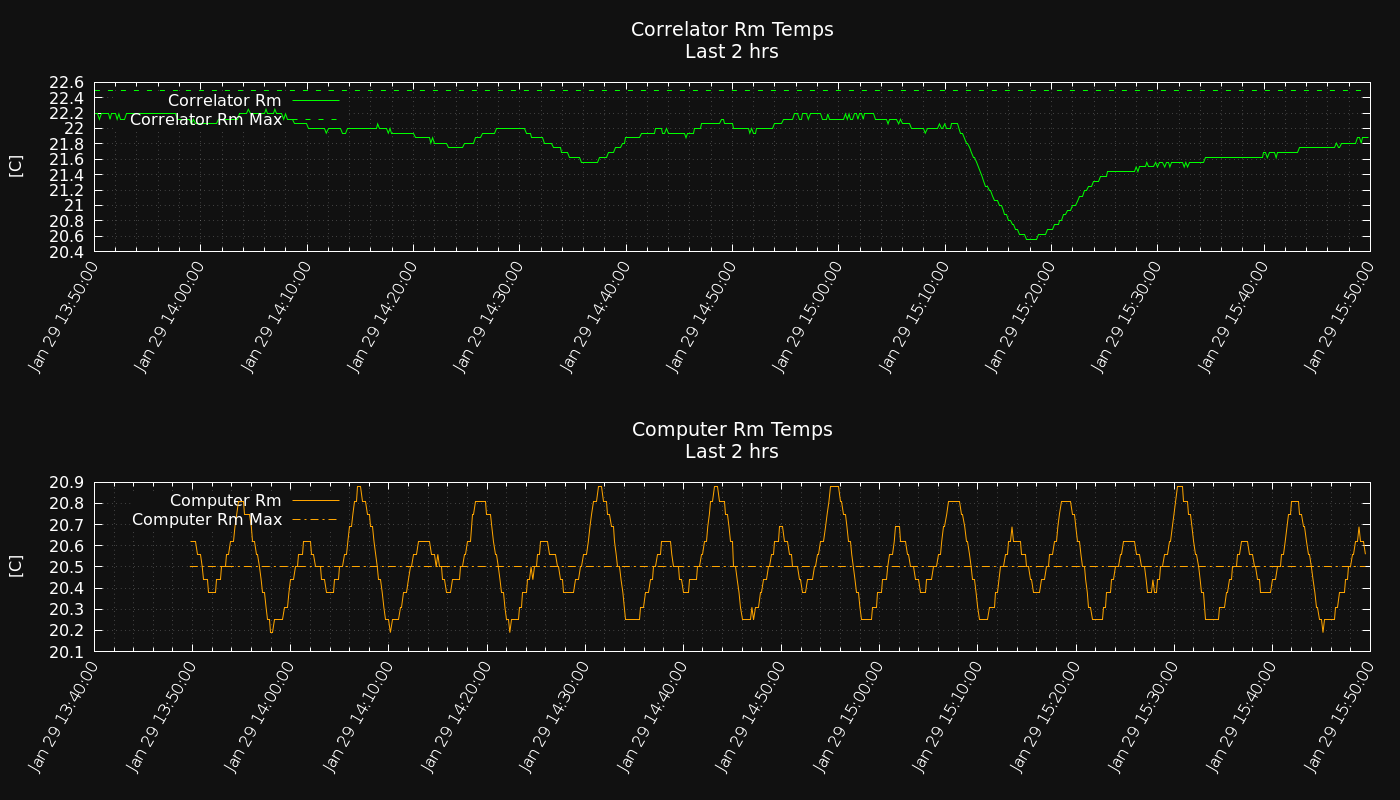 Correlator Rm Temps
Last 2 hrs
Correlator Rm
Correlator Rm Max
[C]
22.6
22.4
22.2
22
21.8
21.6
21.4
21.2
21
20.8
20.6
20.4
Jan 29 13:50:00
Jan 29 14:00:00
Jan 29 14:10:00
Jan 29 14:20:00
Jan 29 14:30:00
Jan 29 14:40:00
Jan 29 14:50:00
Jan 29 15:00:00
Jan 29 15:10:00
Jan 29 15:20:00
Jan 29 15:30:00
Jan 29 15:40:00
Jan 29 15:50:00
Computer Rm Temps
Last 2 hrs
Computer Rm
Computer Rm Max
[C]
20.9
20.8
20.7
20.6
20.5
20.4
20.3
20.2
20.1
Jan 29 13:40:00
Jan 29 13:50:00
Jan 29 14:00:00
Jan 29 14:10:00
Jan 29 14:20:00
Jan 29 14:30:00
Jan 29 14:40:00
Jan 29 14:50:00
Jan 29 15:00:00
Jan 29 15:10:00
Jan 29 15:20:00
Jan 29 15:30:00
Jan 29 15:40:00
Jan 29 15:50:00